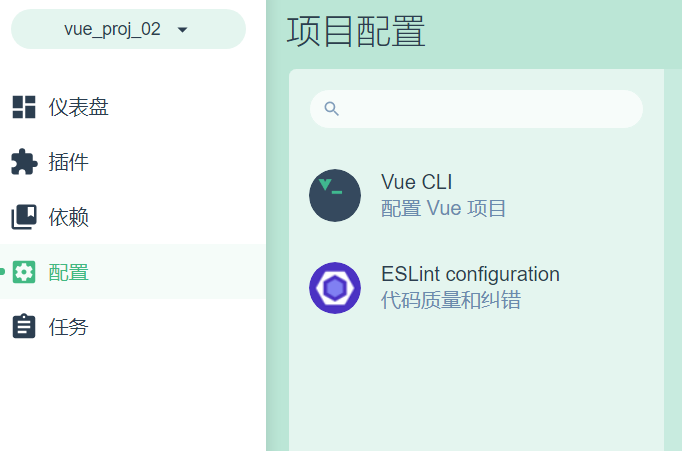 vue_proj_02
仪表盘
插件
依赖
配置
任务
项目配置
Vue CLI
配置 Vue 项目
ESLint configuration
代码质量和纠错